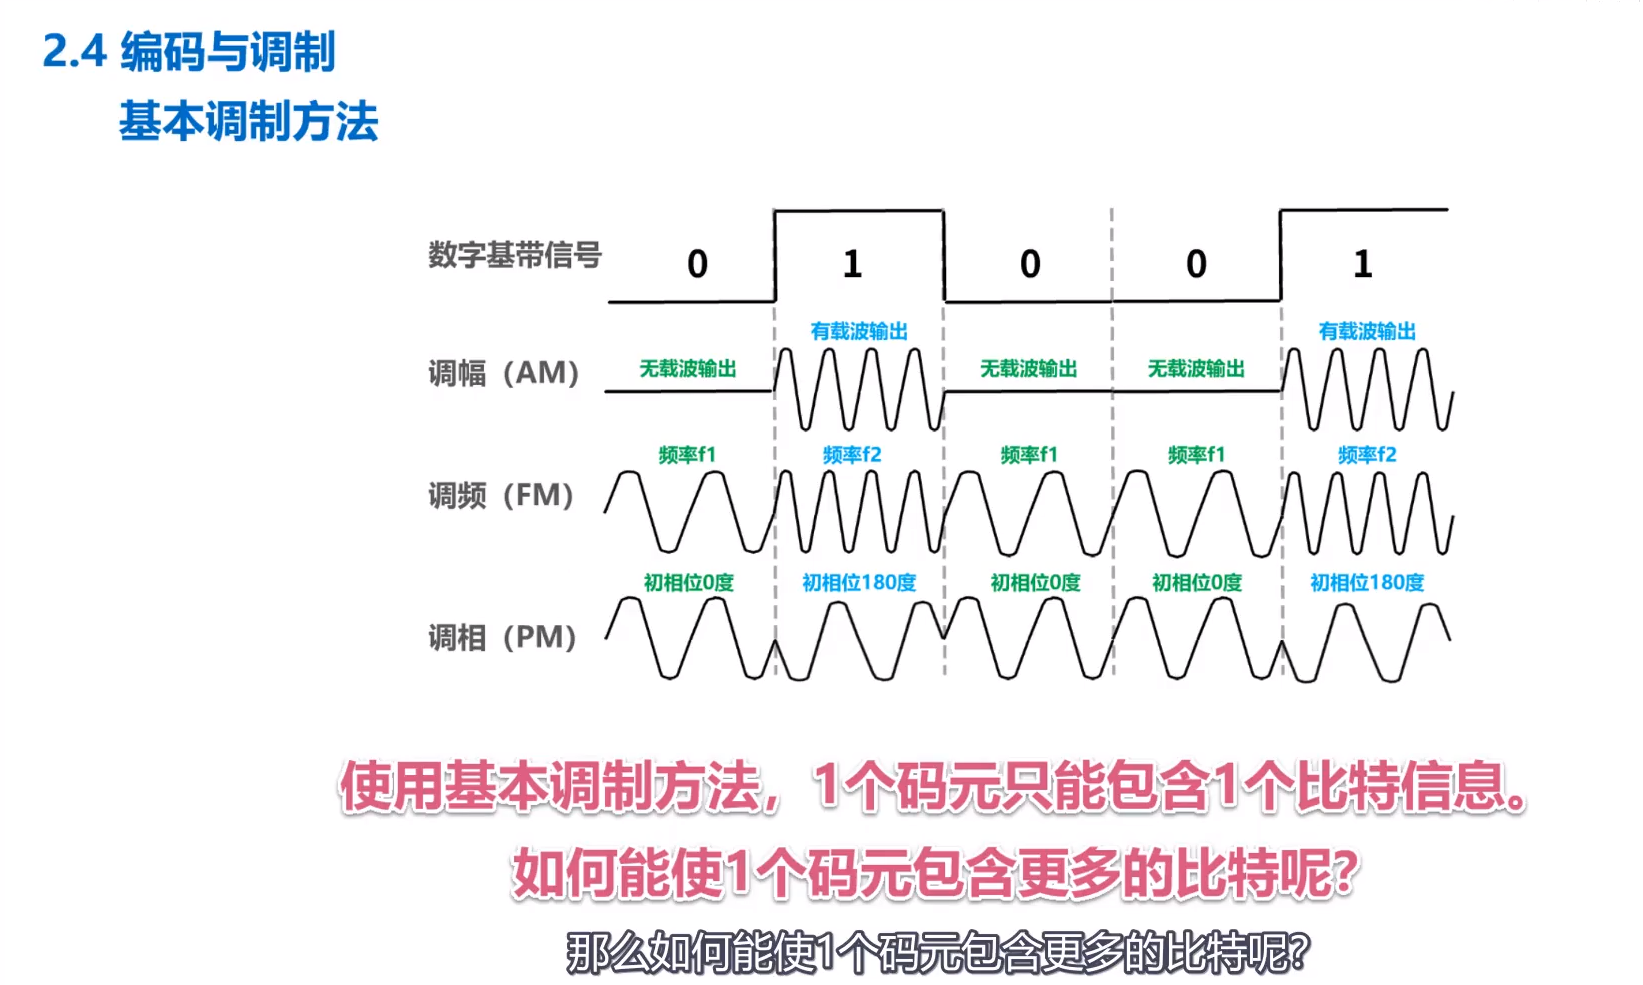 2.4 编码与调制
基本调制方法
数字基带信号 0 1 0 0 1
有载波输出 有载波输出
调幅（AM） 无载波输出 无载波输出 无载波输出
频率f1 频率f2 频率f1 频率f1 频率f2
调频（FM）
初相位0度 初相位180度 初相位0度 初相位0度 初相位180度
调相（PM）
使用基本调制方法，1个码元只能包含1个比特信息。
如何能使1个码元包含更多的比特呢？
那么如何能使1个码元包含更多的比特呢？